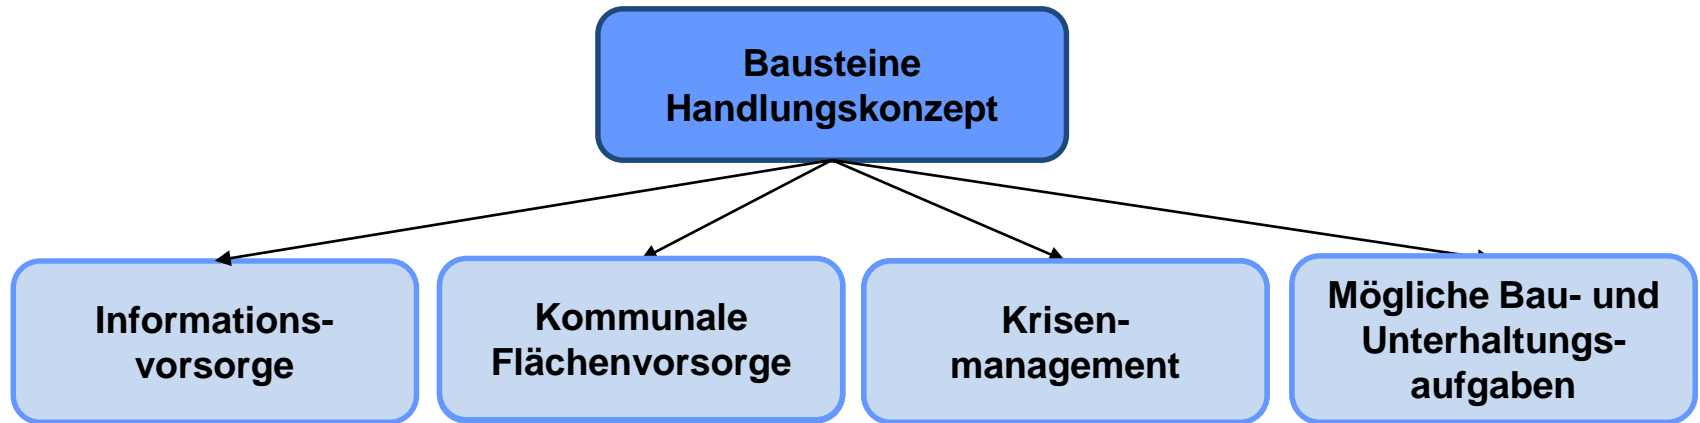 Bausteine
Handlungskonzept
Informations-
vorsorge
Kommunale
Flächenvorsorge
Krisen-
management
Mögliche Bau- und
Unterhaltungs-
aufgaben